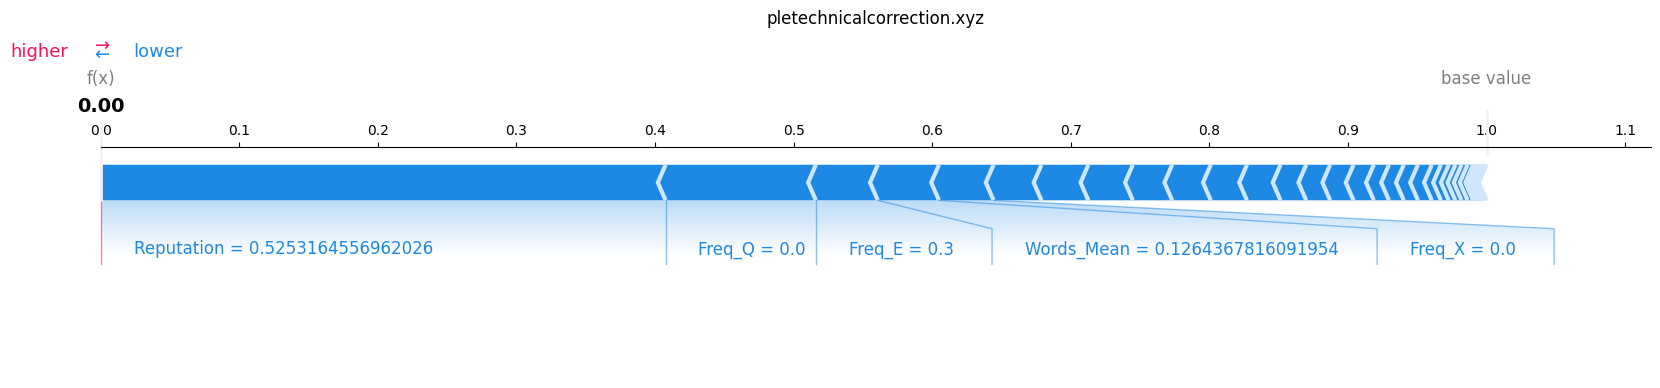 pletechnicalcorrection.xyz
higher ⇄ lower
f(x) base value
0.00
0.0 0.1 0.2 0.3 0.4 0.5 0.6 0.7 0.8 0.9 1.0 1.1
Reputation = 0.5253164556962026 Freq_Q = 0.0 Freq_E = 0.3 Words_Mean = 0.1264367816091954 Freq_X = 0.0